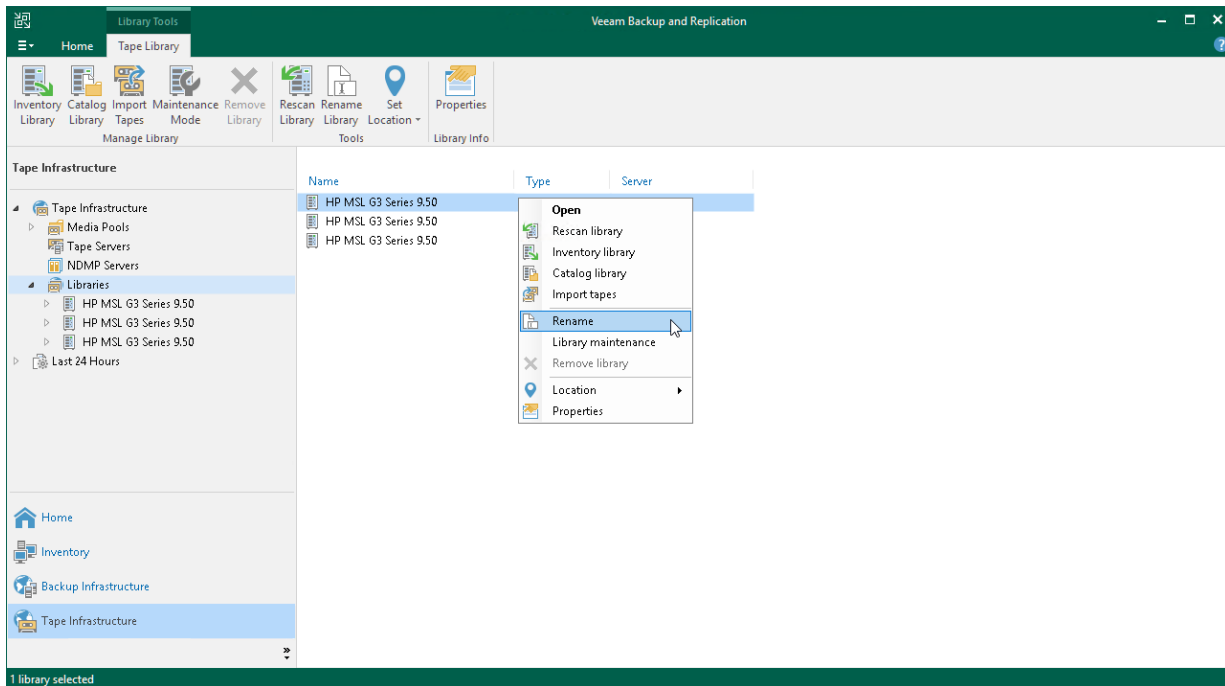 Library Tools
Veeam Backup and Replication
Home
Tape Library
Inventory Library
Catalog Library
Import Tapes
Maintenance Mode
Remove Library
Manage Library
Rescan Library
Rename Library
Set Location
Tools
Properties
Library Info
Tape Infrastructure
Tape Infrastructure
Media Pools
Tape Servers
NDMP Servers
Libraries
HP MSL G3 Series 9.50
HP MSL G3 Series 9.50
HP MSL G3 Series 9.50
Last 24 Hours
Home
Inventory
Backup Infrastructure
Tape Infrastructure
Name Type Server
HP MSL G3 Series 9.50
HP MSL G3 Series 9.50
HP MSL G3 Series 9.50
Open
Rescan library
Inventory library
Catalog library
Import tapes
Rename
Library maintenance
Remove library
Location
Properties
1 library selected